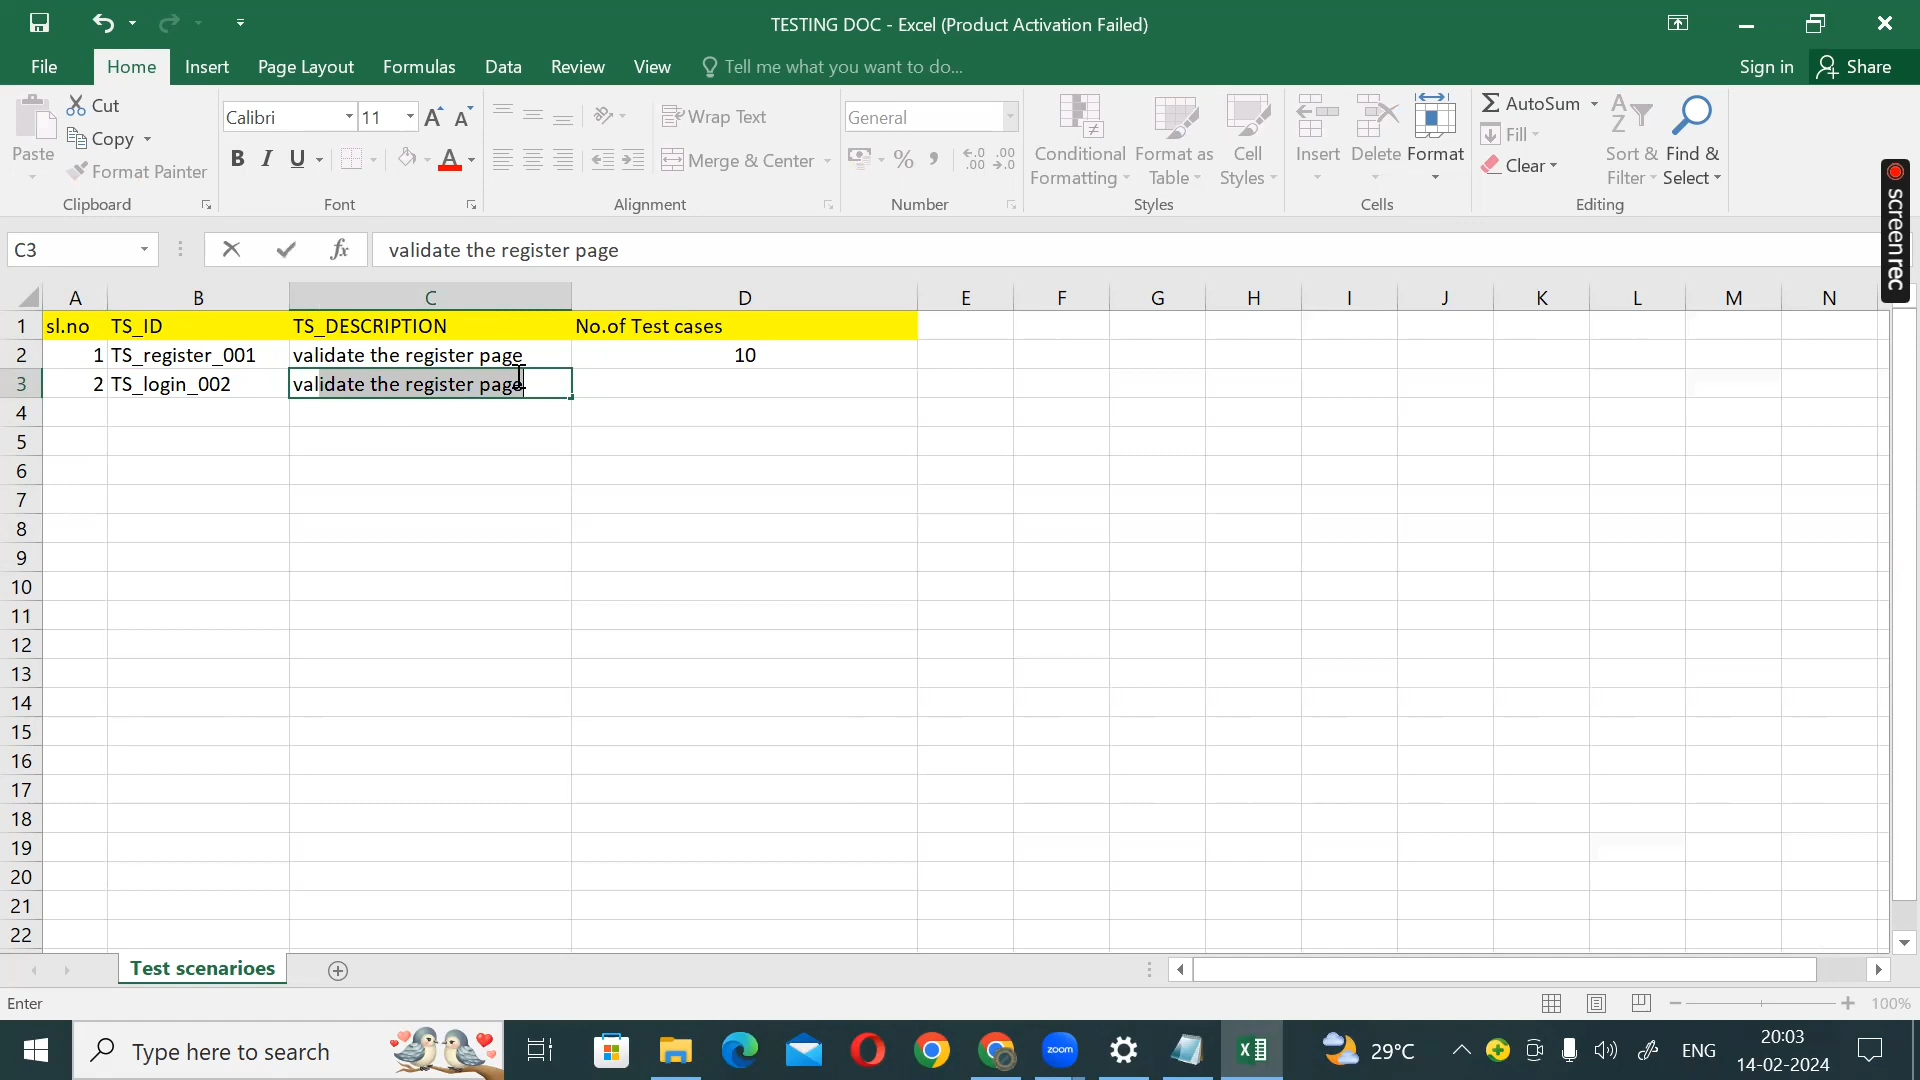 TESTING DOC - Excel (Product Activation Failed)
File Home Insert Page Layout Formulas Data Review View Tell me what you want to do... Sign in Share
Paste Cut Copy Format Painter Clipboard
Calibri 11 B I U A Font
Wrap Text Merge & Center Alignment
General % Number
Conditional Formatting Format as Table Cell Styles Styles
Insert Delete Format Cells
AutoSum Fill Clear Sort & Filter Find & Select Editing
screenrec
C3 fx validate the register page
A B C D E F G H I J K L M N
1 sl.no TS_ID TS_DESCRIPTION No.of Test cases
2 1 TS_register_001 validate the register page 10
3 2 TS_login_002 validate the register page
4
5
6
7
8
9
10
11
12
13
14
15
16
17
18
19
20
21
22
Test scenarioes
Enter 100%
Type here to search zoom 29°C ENG 20:03
14-02-2024